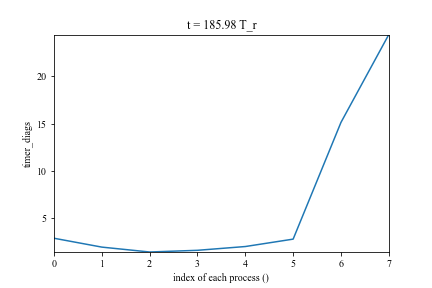 t = 185.98 T_r
timer_diags
20
15
10
5
0 1 2 3 4 5 6 7
index of each process ()